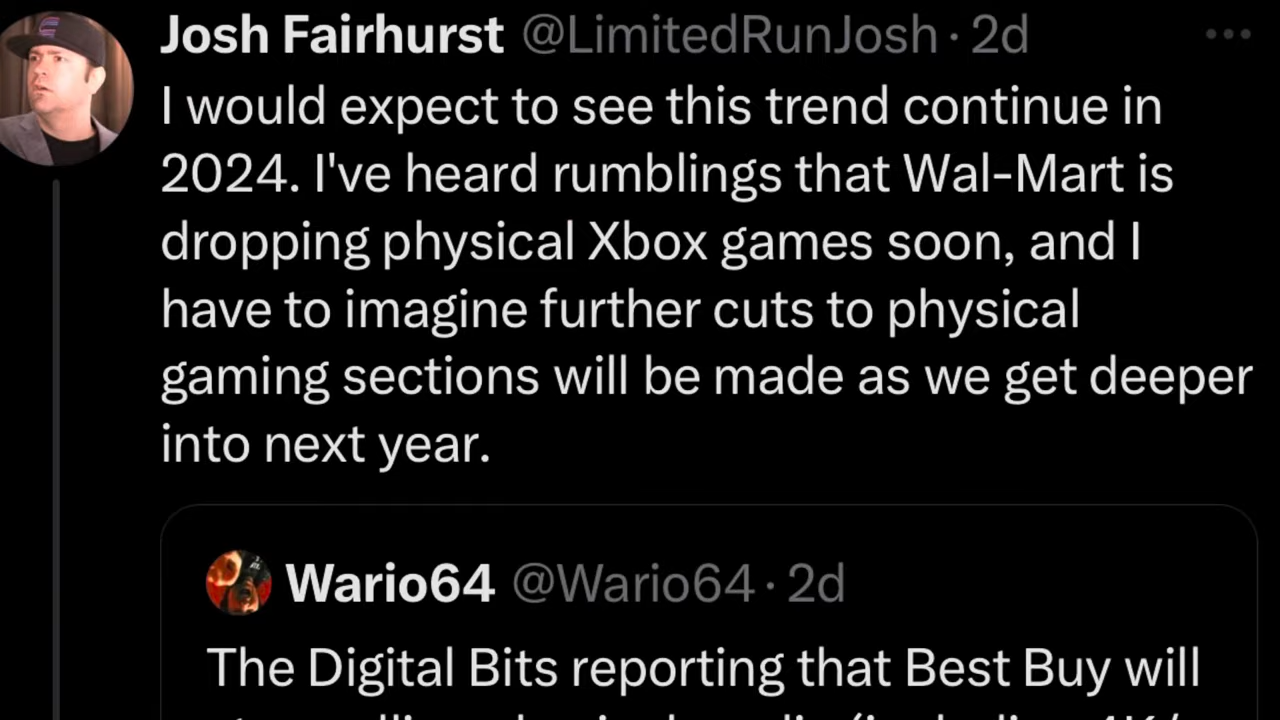 Josh Fairhurst @LimitedRunJosh · 2d
I would expect to see this trend continue in
2024. I've heard rumblings that Wal-Mart is
dropping physical Xbox games soon, and I
have to imagine further cuts to physical
gaming sections will be made as we get deeper
into next year.
Wario64 @Wario64 · 2d
The Digital Bits reporting that Best Buy will